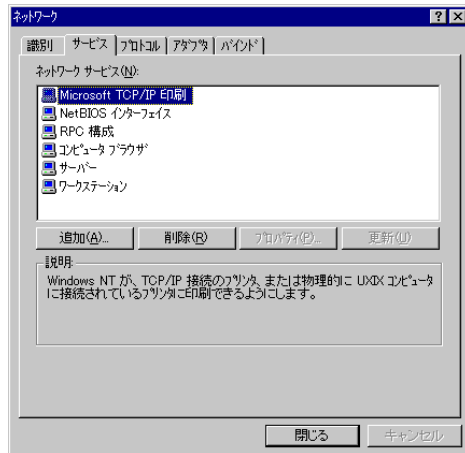 ﾈｯﾄﾜｰｸ
識別
ｻｰﾋﾞｽ
ﾌﾟﾛﾄｺﾙ
ｱﾀﾞﾌﾟﾀ
ﾊﾞｲﾝﾄﾞ
ﾈｯﾄﾜｰｸ ｻｰﾋﾞｽ(N):
Microsoft TCP/IP 印刷
NetBIOS ｲﾝﾀｰﾌｪｲｽ
RPC 構成
ｺﾝﾋﾟｭｰﾀ ﾌﾞﾗｳｻﾞ
ｻｰﾊﾞｰ
ﾜｰｸｽﾃｰｼｮﾝ
追加(A)...
削除(R)
ﾌﾟﾛﾊﾟﾃｨ(P)...
更新(U)
説明:
Windows NT が、TCP/IP 接続のﾌﾟﾘﾝﾀ、または物理的に UXIX ｺﾝﾋﾟｭｰﾀ
に接続されているﾌﾟﾘﾝﾀに印刷できるようにします。
閉じる
キャンセル